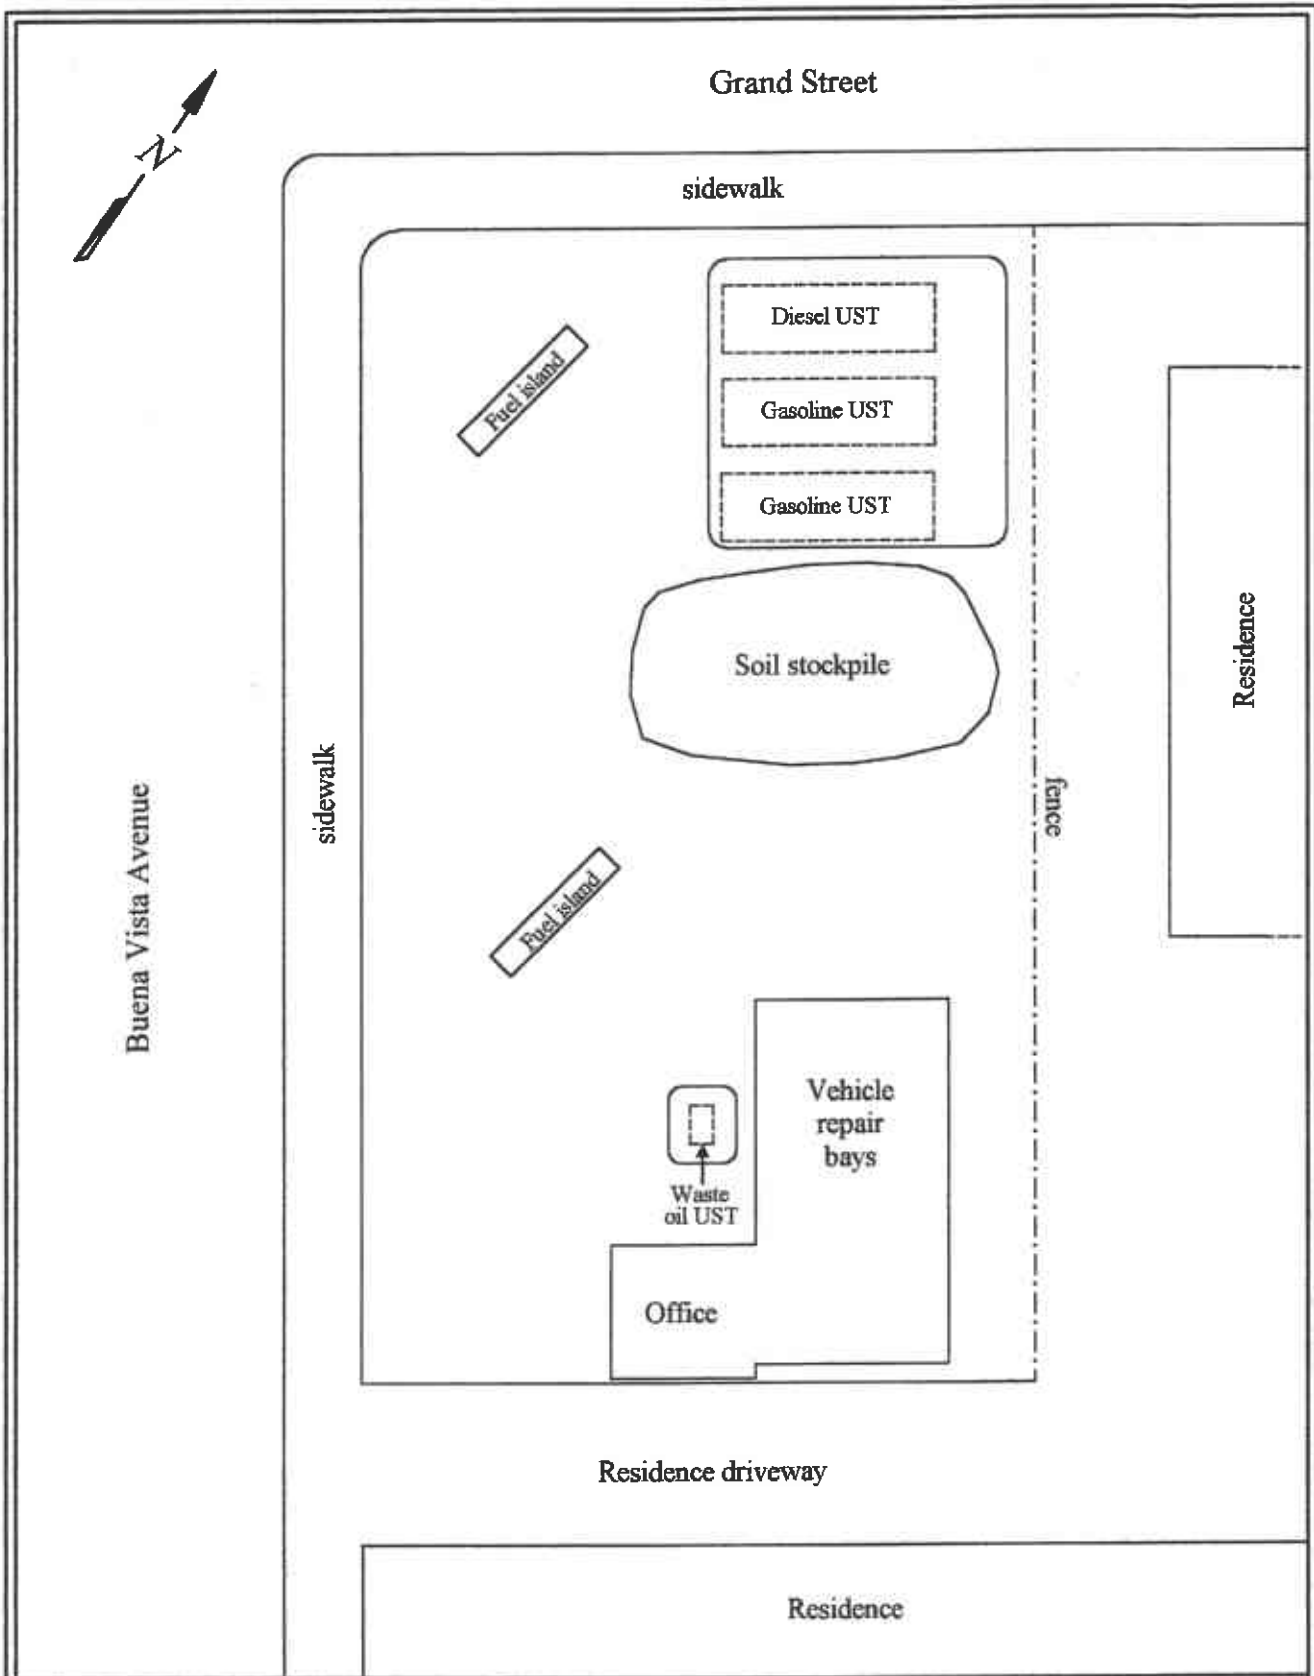 Grand Street
N
sidewalk
Diesel UST
Fuel island
Gasoline UST
Gasoline UST
Soil stockpile
Residence
sidewalk
fence
Buena Vista Avenue
Fuel island
Vehicle
repair
bays
Waste
oil UST
Office
Residence driveway
Residence